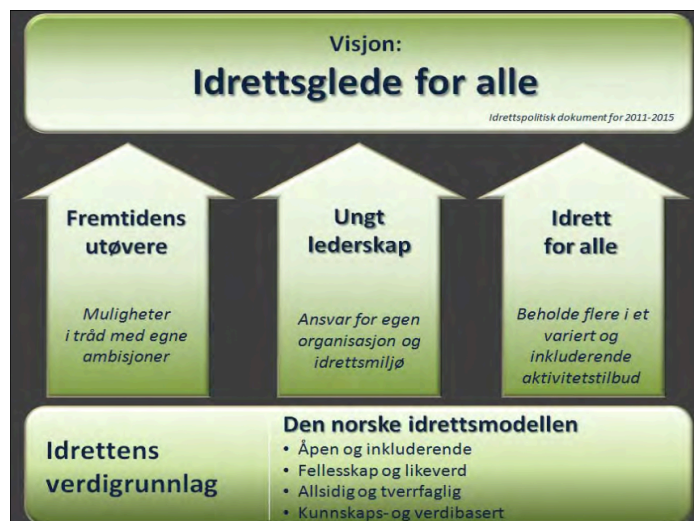 Visjon:
Idrettsglede for alle
Idrettspolitisk dokument for 2011-2015
Fremtidens
utøvere
Muligheter
i tråd med egne
ambisjoner
Ungt
lederskap
Ansvar for egen
organisasjon og
idrettsmiljø
Idrett
for alle
Beholde flere i et
variert og
inkluderende
aktivitetstilbud
Idrettens
verdigrunnlag
Den norske idrettsmodellen
• Åpen og inkluderende
• Fellesskap og likeverd
• Allsidig og tverrfaglig
• Kunnskaps- og verdibasert